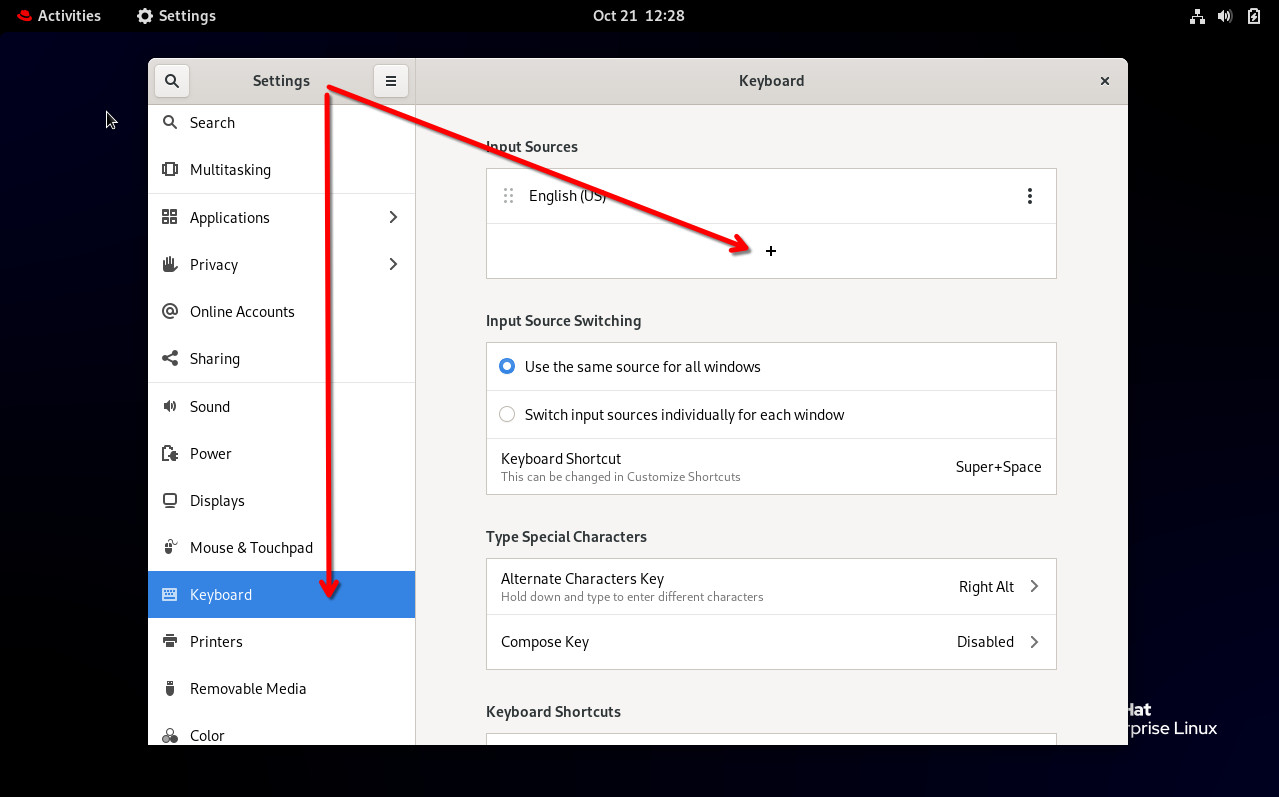 Activities
Settings
Oct 21 12:28
Settings
Keyboard
Search
Multitasking
Applications
Privacy
Online Accounts
Sharing
Sound
Power
Displays
Mouse & Touchpad
Keyboard
Printers
Removable Media
Color
Input Sources
English (US)
Input Source Switching
Use the same source for all windows
Switch input sources individually for each window
Keyboard Shortcut
Super+Space
This can be changed in Customize Shortcuts
Type Special Characters
Alternate Characters Key
Right Alt
Hold down and type to enter different characters
Compose Key
Disabled
Keyboard Shortcuts
Hat
rprise Linux